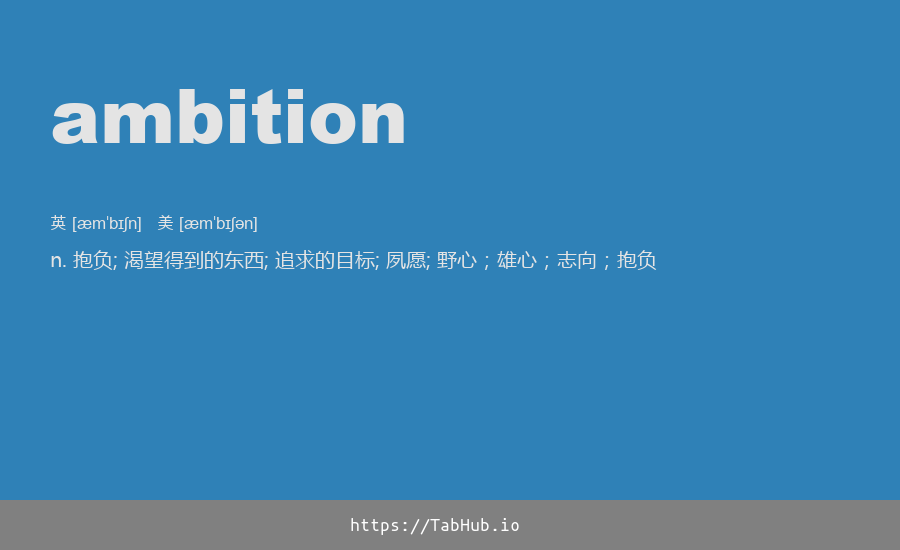 ambition
英 [æmˈbɪʃn] 美 [æmˈbɪʃən]
n. 抱负; 渴望得到的东西; 追求的目标; 夙愿; 野心；雄心；志向；抱负
https://TabHub.io